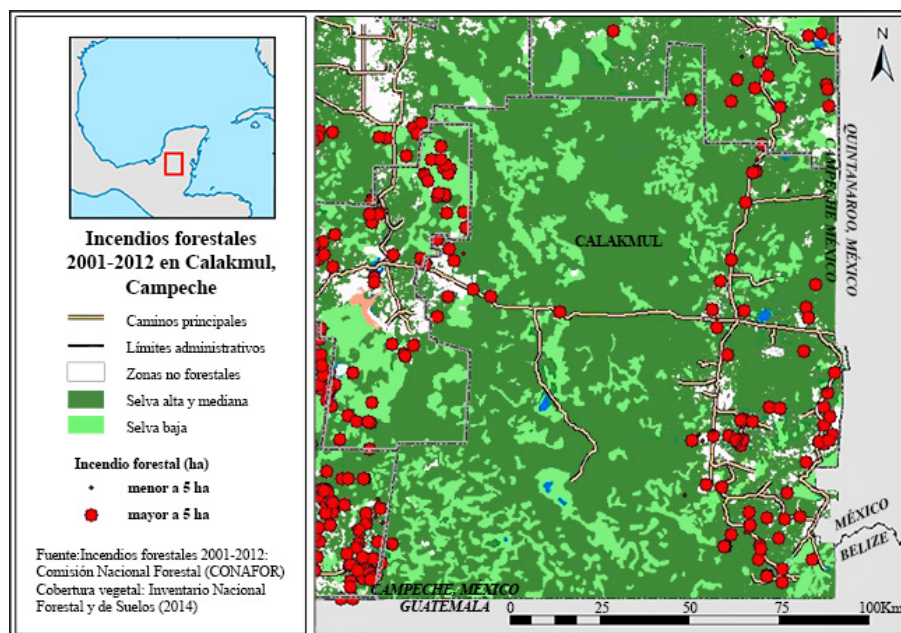 Incendios forestales
2001-2012 en Calakmul,
Campeche
Caminos principales
Límites administrativos
Zonas no forestales
Selva alta y mediana
Selva baja
Incendio forestal (ha)
menor a 5 ha
mayor a 5 ha
Fuente:Incendios forestales 2001-2012:
Comisión Nacional Forestal (CONAFOR)
Cobertura vegetal: Inventario Nacional
Forestal y de Suelos (2014)
N
CALAKMUL
CAMPECHE MÉXICO
QUINTANAROO, MÉXICO
MÉXICO
BELIZE
CAMPECHE, MÉXICO
GUATEMALA
0 25 50 75 100Km